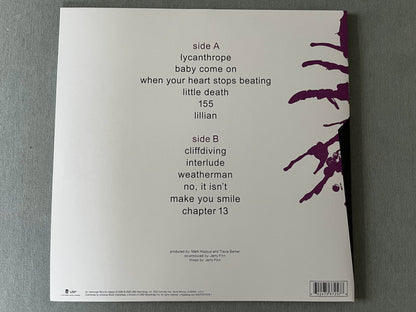 side A
lycanthrope
baby come on
when your heart stops beating
little death
155
lillian
side B
cliffdiving
interlude
weatherman
no, it isn't
make you smile
chapter 13
produced by: Mark Hoppus and Travis Barker
co-produced by: Jerry Finn
mixed by: Jerry Finn